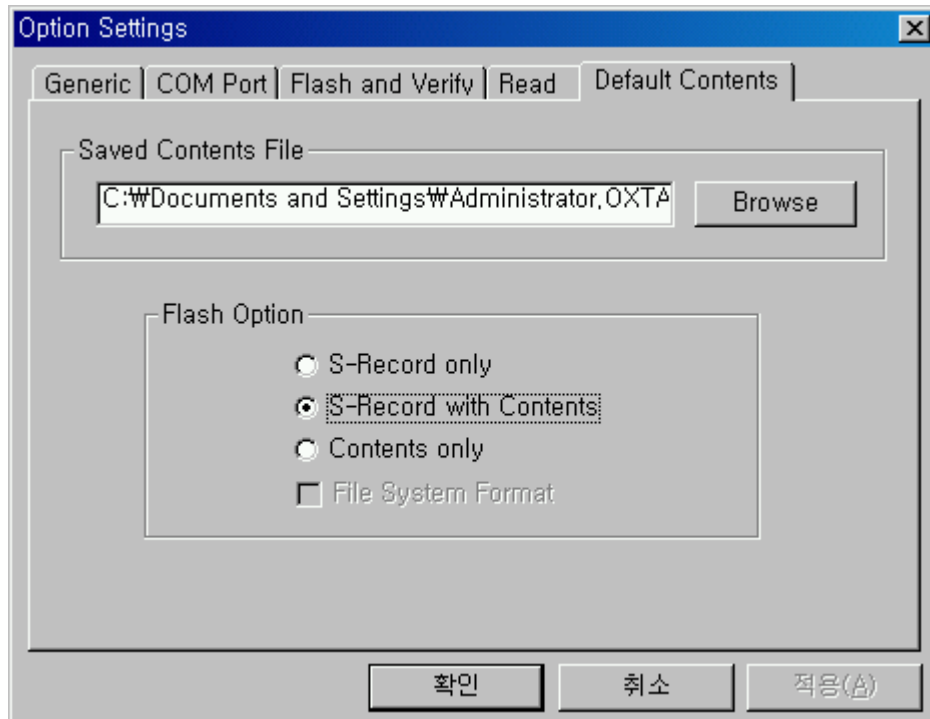 Option Settings
Generic COM Port Flash and Verify Read Default Contents
Saved Contents File
C:₩Documents and Settings₩Administrator,OXTA Browse
Flash Option
S-Record only
S-Record with Contents
Contents only
File System Format
확인 취소 적용(A)